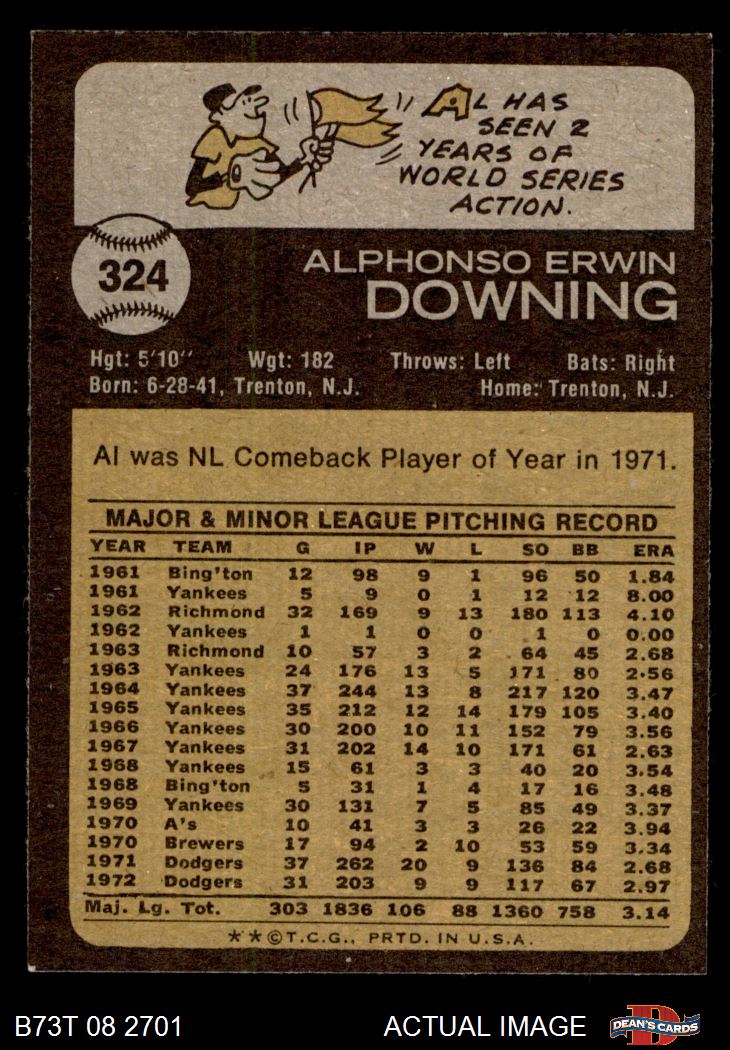 AL HAS
SEEN 2
YEARS OF
WORLD SERIES
ACTION.
324
ALPHONSO ERWIN
DOWNING
Hgt: 5'10" Wgt: 182 Throws: Left Bats: Right
Born: 6-28-41, Trenton, N.J. Home: Trenton, N.J.
Al was NL Comeback Player of Year in 1971.
MAJOR & MINOR LEAGUE PITCHING RECORD
YEAR TEAM G IP W L SO BB ERA
1961 Bing'ton 12 98 9 1 96 50 1.84
1961 Yankees 5 9 0 1 12 12 8.00
1962 Richmond 32 169 9 13 180 113 4.10
1962 Yankees 1 1 0 0 1 0 0.00
1963 Richmond 10 57 3 2 64 45 2.68
1963 Yankees 24 176 13 5 171 80 2.56
1964 Yankees 37 244 13 8 217 120 3.47
1965 Yankees 35 212 12 14 179 105 3.40
1966 Yankees 30 200 10 11 152 79 3.56
1967 Yankees 31 202 14 10 171 61 2.63
1968 Yankees 15 61 3 3 40 20 3.54
1968 Bing'ton 5 31 1 4 17 16 3.48
1969 Yankees 30 131 7 5 85 49 3.37
1970 A's 10 41 3 3 26 22 3.94
1970 Brewers 17 94 2 10 53 59 3.34
1971 Dodgers 37 262 20 9 136 84 2.68
1972 Dodgers 31 203 9 9 117 67 2.97
Maj. Lg. Tot. 303 1836 106 88 1360 758 3.14
**©T.C.G., PRTD. IN U.S.A.
B73T 08 2701 ACTUAL IMAGE D DEAN'S CARDS